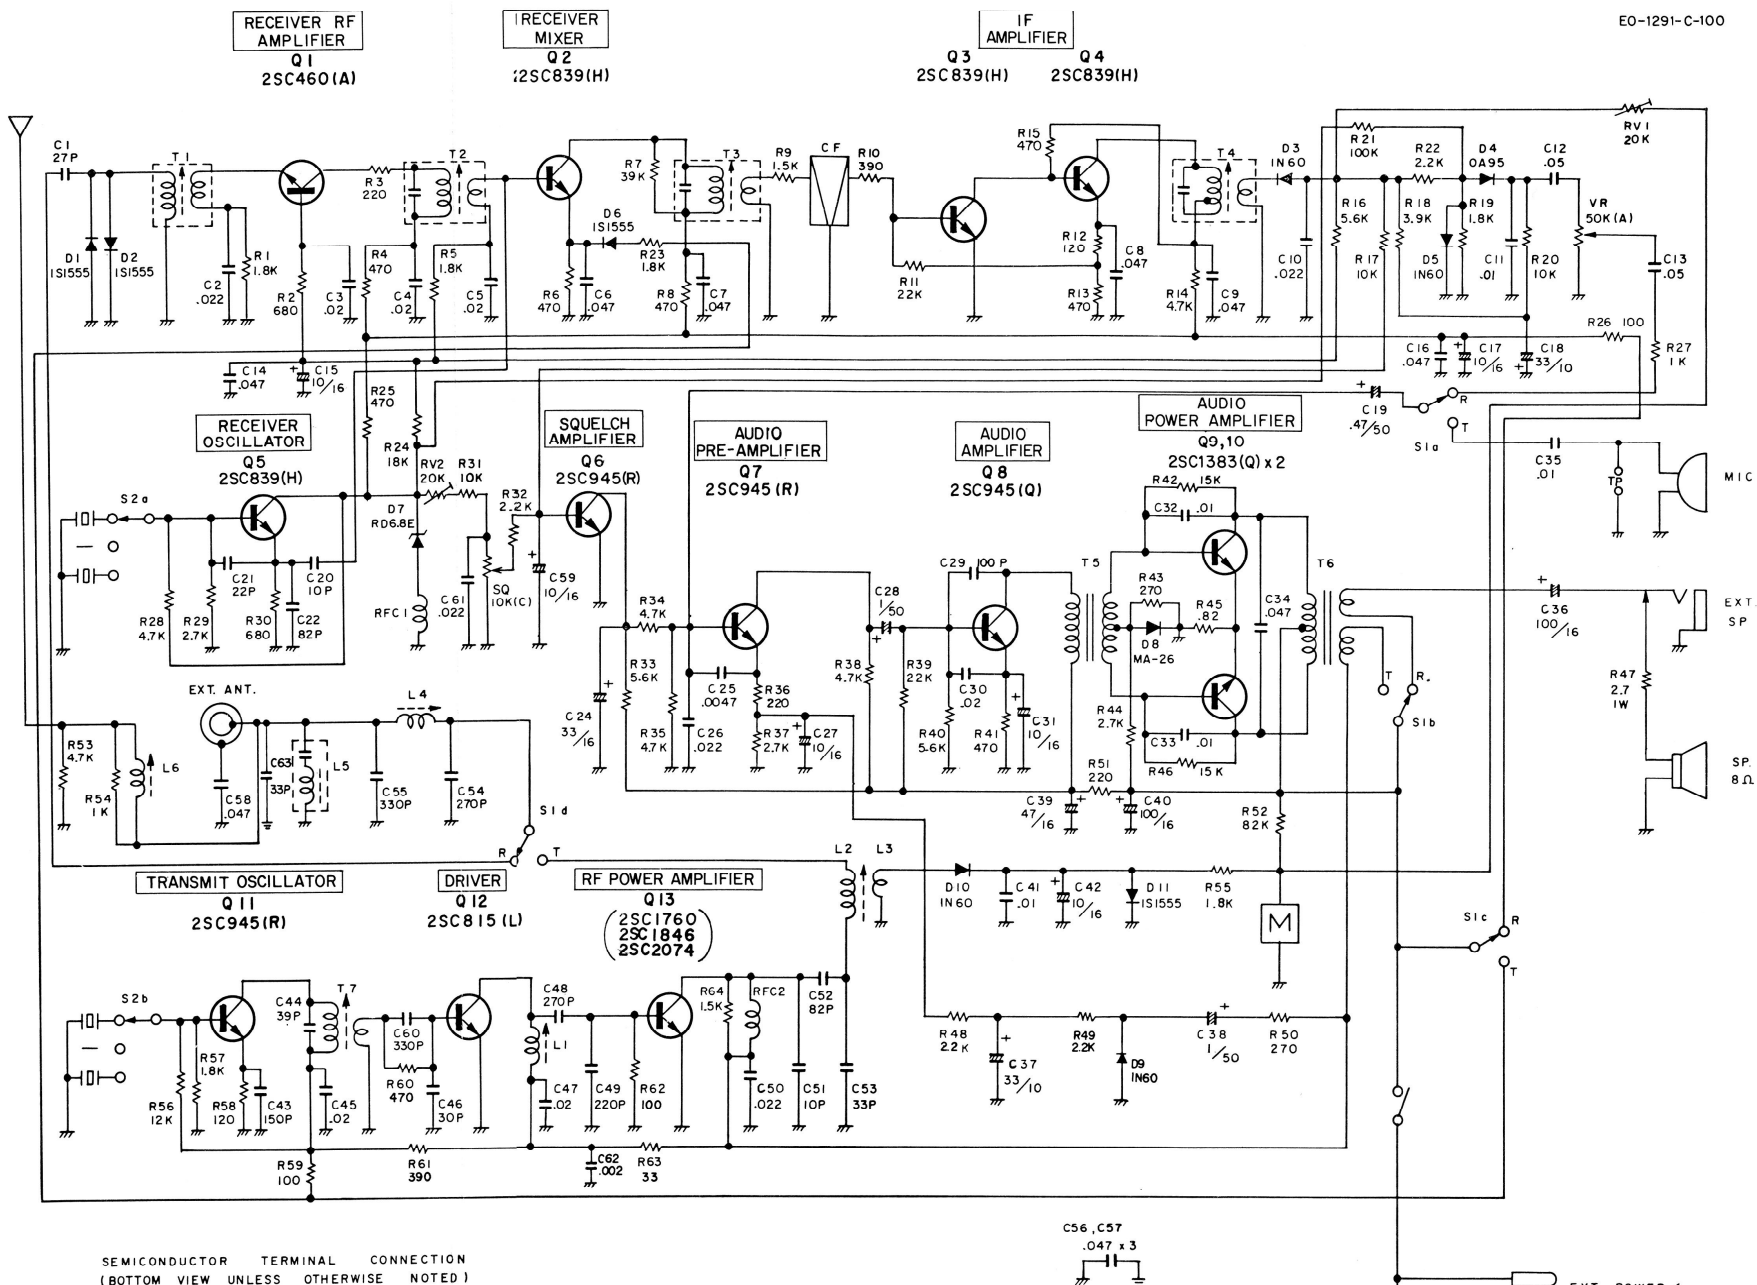 EO-1291-C-100
RECEIVER RF
AMPLIFIER
Q1
2SC460(A)
RECEIVER
MIXER
Q2
2SC839(H)
IF
AMPLIFIER
Q3
2SC839(H)
Q4
2SC839(H)
C1
27P
T1
D1
1S1555
D2
1S1555
C2
.022
R1
1.8K
R2
680
C3
.02
R3
220
T2
R4
470
C4
.02
R5
1.8K
C5
.02
R6
470
C6
.047
D6
1S1555
R23
1.8K
R7
39K
T3
R8
470
C7
.047
R9
1.5K
CF
R10
390
R11
22K
R15
470
R12
120
C8
.047
R13
470
T4
R14
4.7K
C9
.047
D3
1N60
C10
.022
R16
5.6K
R17
10K
R21
100K
R22
2.2K
R18
3.9K
D4
OA95
R19
1.8K
D5
1N60
C11
.01
R20
10K
C12
.05
VR
50K(A)
RV1
20K
C13
.05
R26 100
R27
1K
C16
.047
C17
10/16
C18
33/10
C14
.047
C15
10/16
R25
470
R24
18K
RECEIVER
OSCILLATOR
Q5
2SC839(H)
SQUELCH
AMPLIFIER
Q6
2SC945(R)
AUDIO
PRE-AMPLIFIER
Q7
2SC945(R)
AUDIO
AMPLIFIER
Q8
2SC945(Q)
AUDIO
POWER AMPLIFIER
Q9,10
2SC1383(Q)x2
C19
.47/50
R
T
S1a
C35
.01
TP
MIC
S2a
R28
4.7K
R29
2.7K
C21
22P
C20
10P
R30
680
C22
82P
D7
RD6.8E
RFC1
RV2
20K
R31
10K
R32
2.2K
C61
.022
SQ
10K(C)
C59
10/16
C24
33/16
R34
4.7K
R33
5.6K
R35
4.7K
C26
.022
C25
.0047
R36
220
R37
2.7K
C27
10/16
C28
1/50
R38
4.7K
R39
22K
C29 100P
C30
.02
R40
5.6K
R41
470
C31
10/16
T5
R42 15K
C32 .01
R43
270
D8
MA-26
R45
.82
R44
2.7K
C33 .01
R46 15K
C34
.047
T6
C36
100/16
EXT.
SP
R47
2.7
1W
SP.
8Ω
T
R.
S1b
R51
220
C39
47/16
C40
100/16
R52
82K
EXT. ANT.
L4
R53
4.7K
R54
1K
L6
C58
.047
C63
33P
L5
C55
330P
C54
270P
S1d
R
T
L2
L3
D10
1N60
C41
.01
C42
10/16
D11
1S1555
R55
1.8K
M
S1c
R
T
TRANSMIT OSCILLATOR
Q11
2SC945(R)
DRIVER
Q12
2SC815(L)
RF POWER AMPLIFIER
Q13
(2SC1760
2SC1846
2SC2074)
S2b
R56
12K
R57
1.8K
R58
120
C43
150P
C44
39P
T7
C45
.02
C60
330P
R60
470
C46
30P
C48
270P
L1
C47
.02
C49
220P
R62
100
R64
1.5K
RFC2
C50
.022
C51
10P
C52
82P
C53
33P
R48
2.2K
C37
33/10
R49
2.2K
D9
1N60
C38
1/50
R50
270
R59
100
R61
390
C62
.002
R63
33
SEMICONDUCTOR TERMINAL CONNECTION
(BOTTOM VIEW UNLESS OTHERWISE NOTED)
C56,C57
.047 x 3